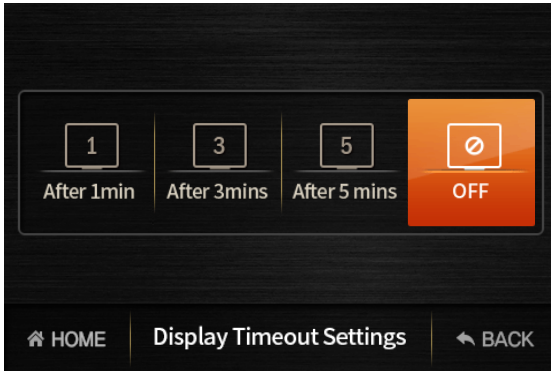 1
3
5
After 1min
After 3mins
After 5 mins
OFF
HOME
Display Timeout Settings
BACK